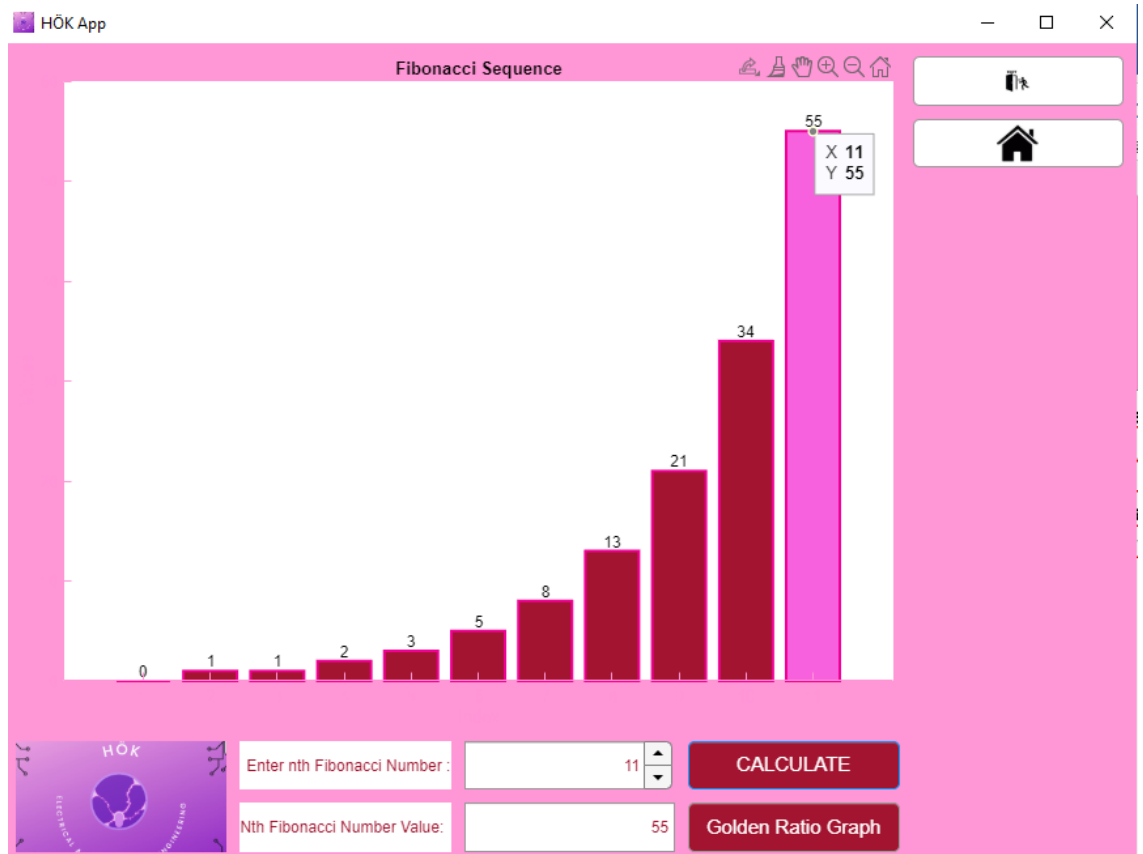 HÖK App
Fibonacci Sequence
55
X 11
Y 55
34
21
13
8
5
3
2
1
1
0
HÖK
ELECTRICAL
Enter nth Fibonacci Number :
11
CALCULATE
Nth Fibonacci Number Value:
55
Golden Ratio Graph